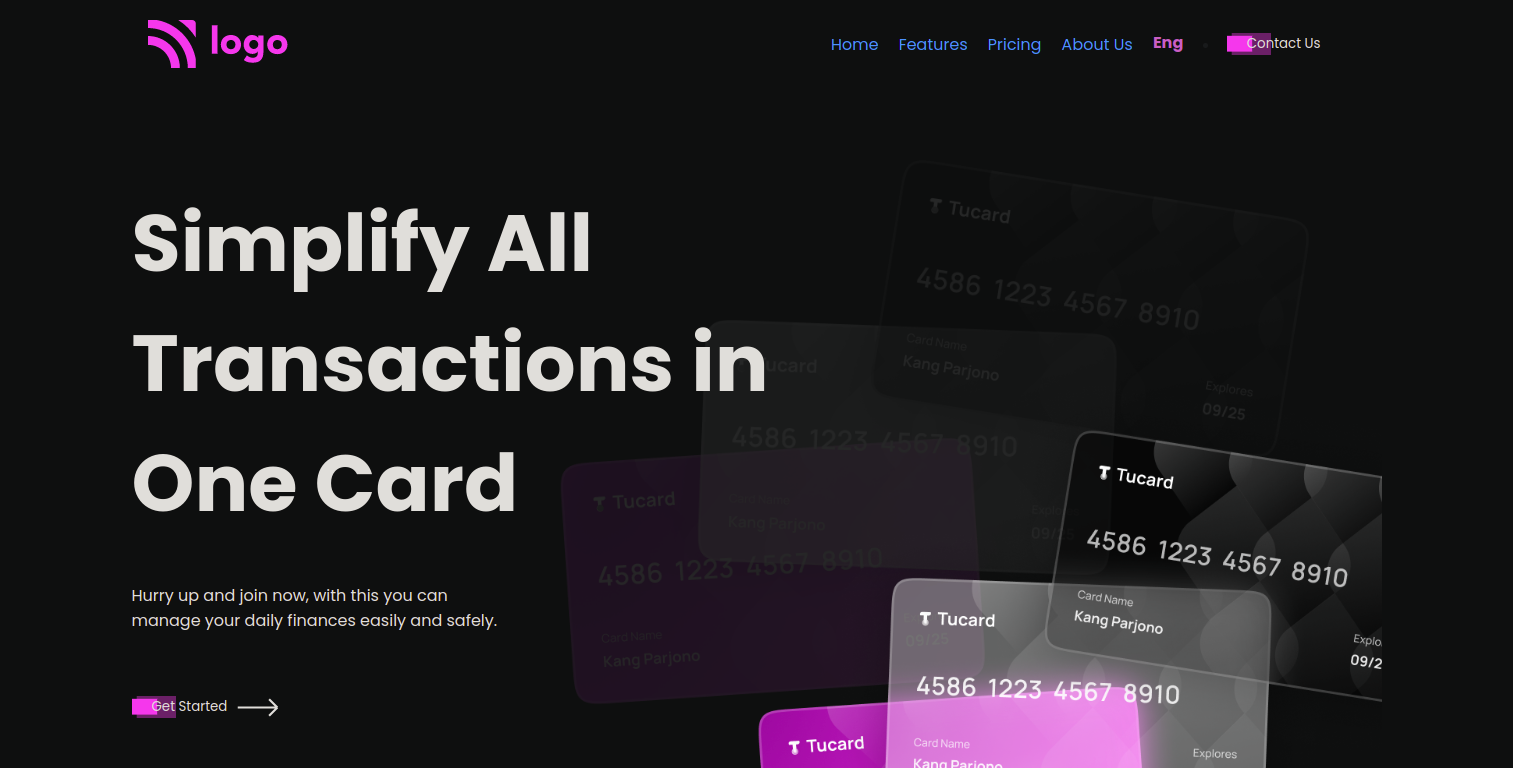 logo
Home Features Pricing About Us Eng Contact Us
Simplify All
Transactions in
One Card
Hurry up and join now, with this you can
manage your daily finances easily and safely.
Get Started
Tucard
4586 1223 4567 8910
Card Name
Kang Parjono
Explores
09/25
ucard
4586 1223 4567 8910
Kang Parjono
09/25
Tucard
4586 1223 4567 8910
Card Name
Kang Parjono
09/25
Tucard
4586 1223 4567 8910
Card Name
Kang Parjono
Explo
09/2
Tucard
4586 1223 4567 8910
Card Name
Kang Parjono
Explores
Tucard